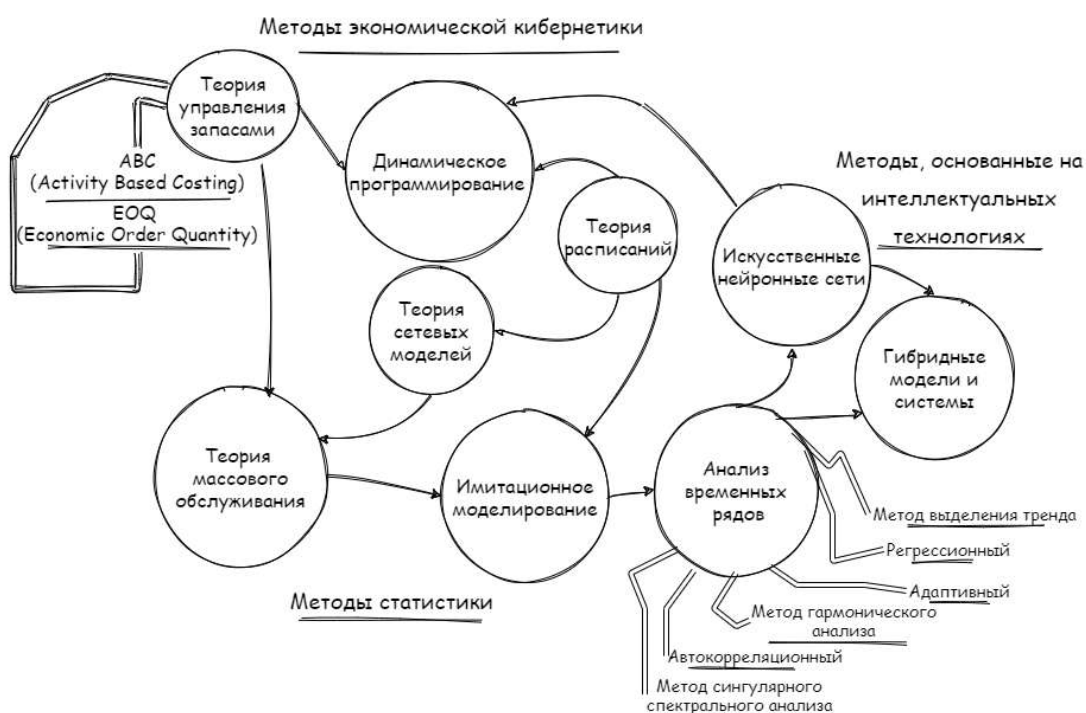 Методы экономической кибернетики
Теория
управления
запасами
ABC
(Activity Based Costing)
EOQ
(Economic Order Quantity)
Динамическое
программирование
Теория
расписаний
Методы, основанные на
интеллектуальных
технологиях
Искусственные
нейронные сети
Теория
сетевых
моделей
Гибридные
модели и
системы
Теория
массового
обслуживания
Имитационное
моделирование
Анализ
временных
рядов
Метод выделения тренда
Регрессионный
Адаптивный
Метод гармонического
анализа
Автокорреляционный
Метод сингулярного
спектрального анализа
Методы статистики